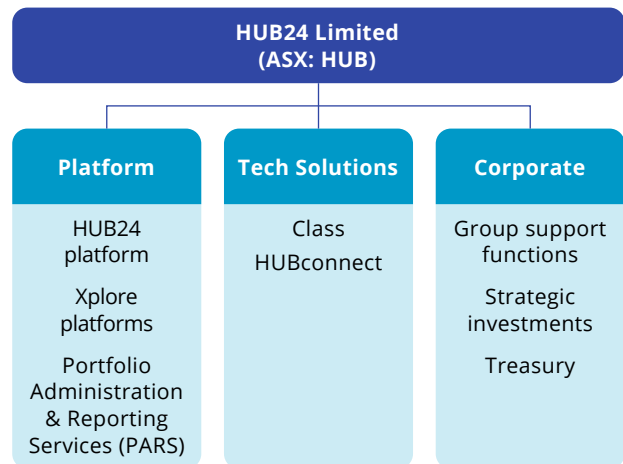 HUB24 Limited
(ASX: HUB)
Platform
HUB24
platform
Xplore
platforms
Portfolio
Administration
& Reporting
Services (PARS)
Tech Solutions
Class
HUBconnect
Corporate
Group support
functions
Strategic
investments
Treasury